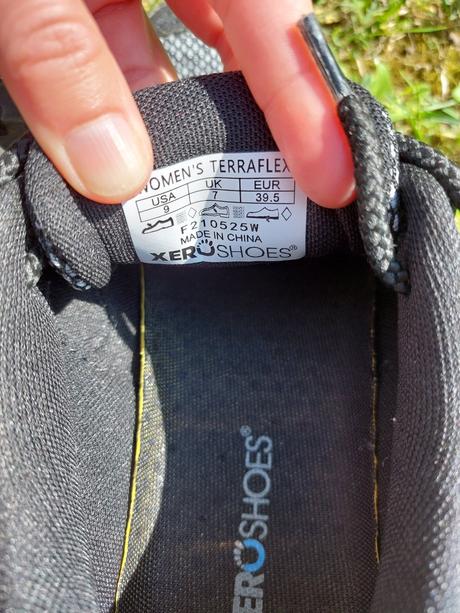 WOMEN'S TERRAFLEX
USA UK EUR
9 7 39.5
F210525W
MADE IN CHINA
XEROSHOES®
XEROSHOES®